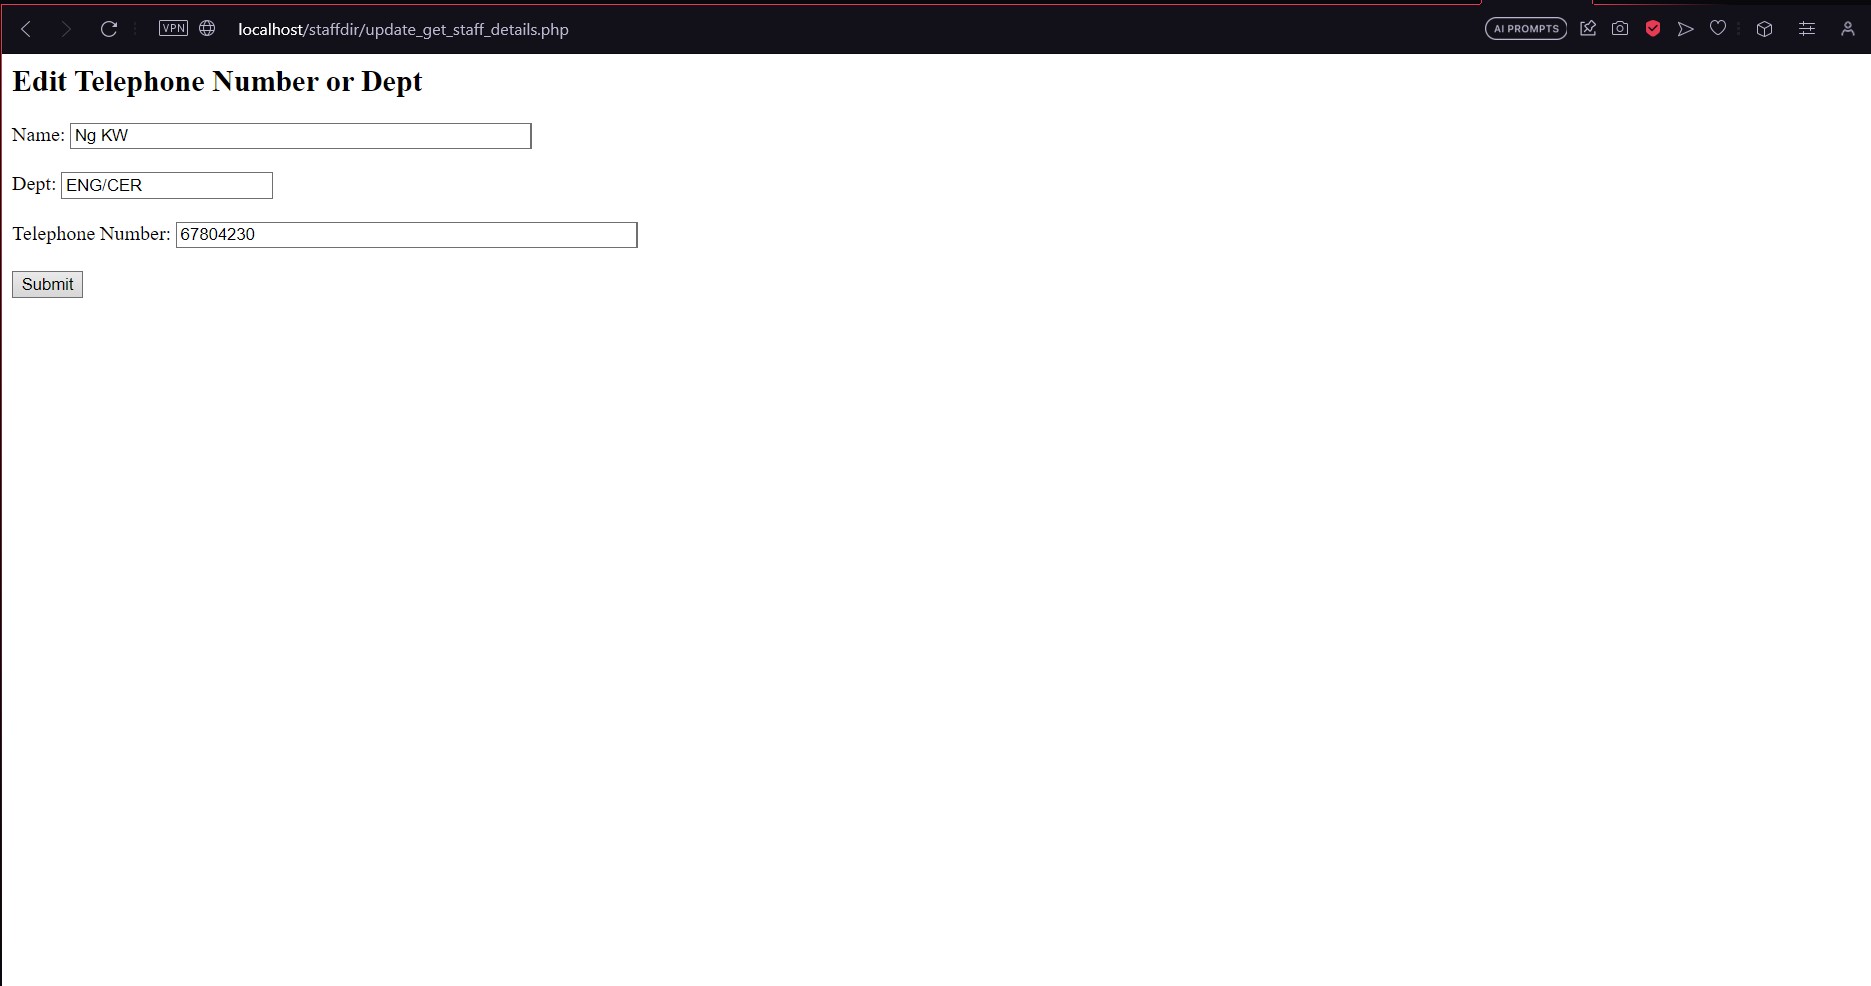 VPN localhost/staffdir/update_get_staff_details.php AI PROMPTS
Edit Telephone Number or Dept
Name: Ng KW
Dept: ENG/CER
Telephone Number: 67804230
Submit